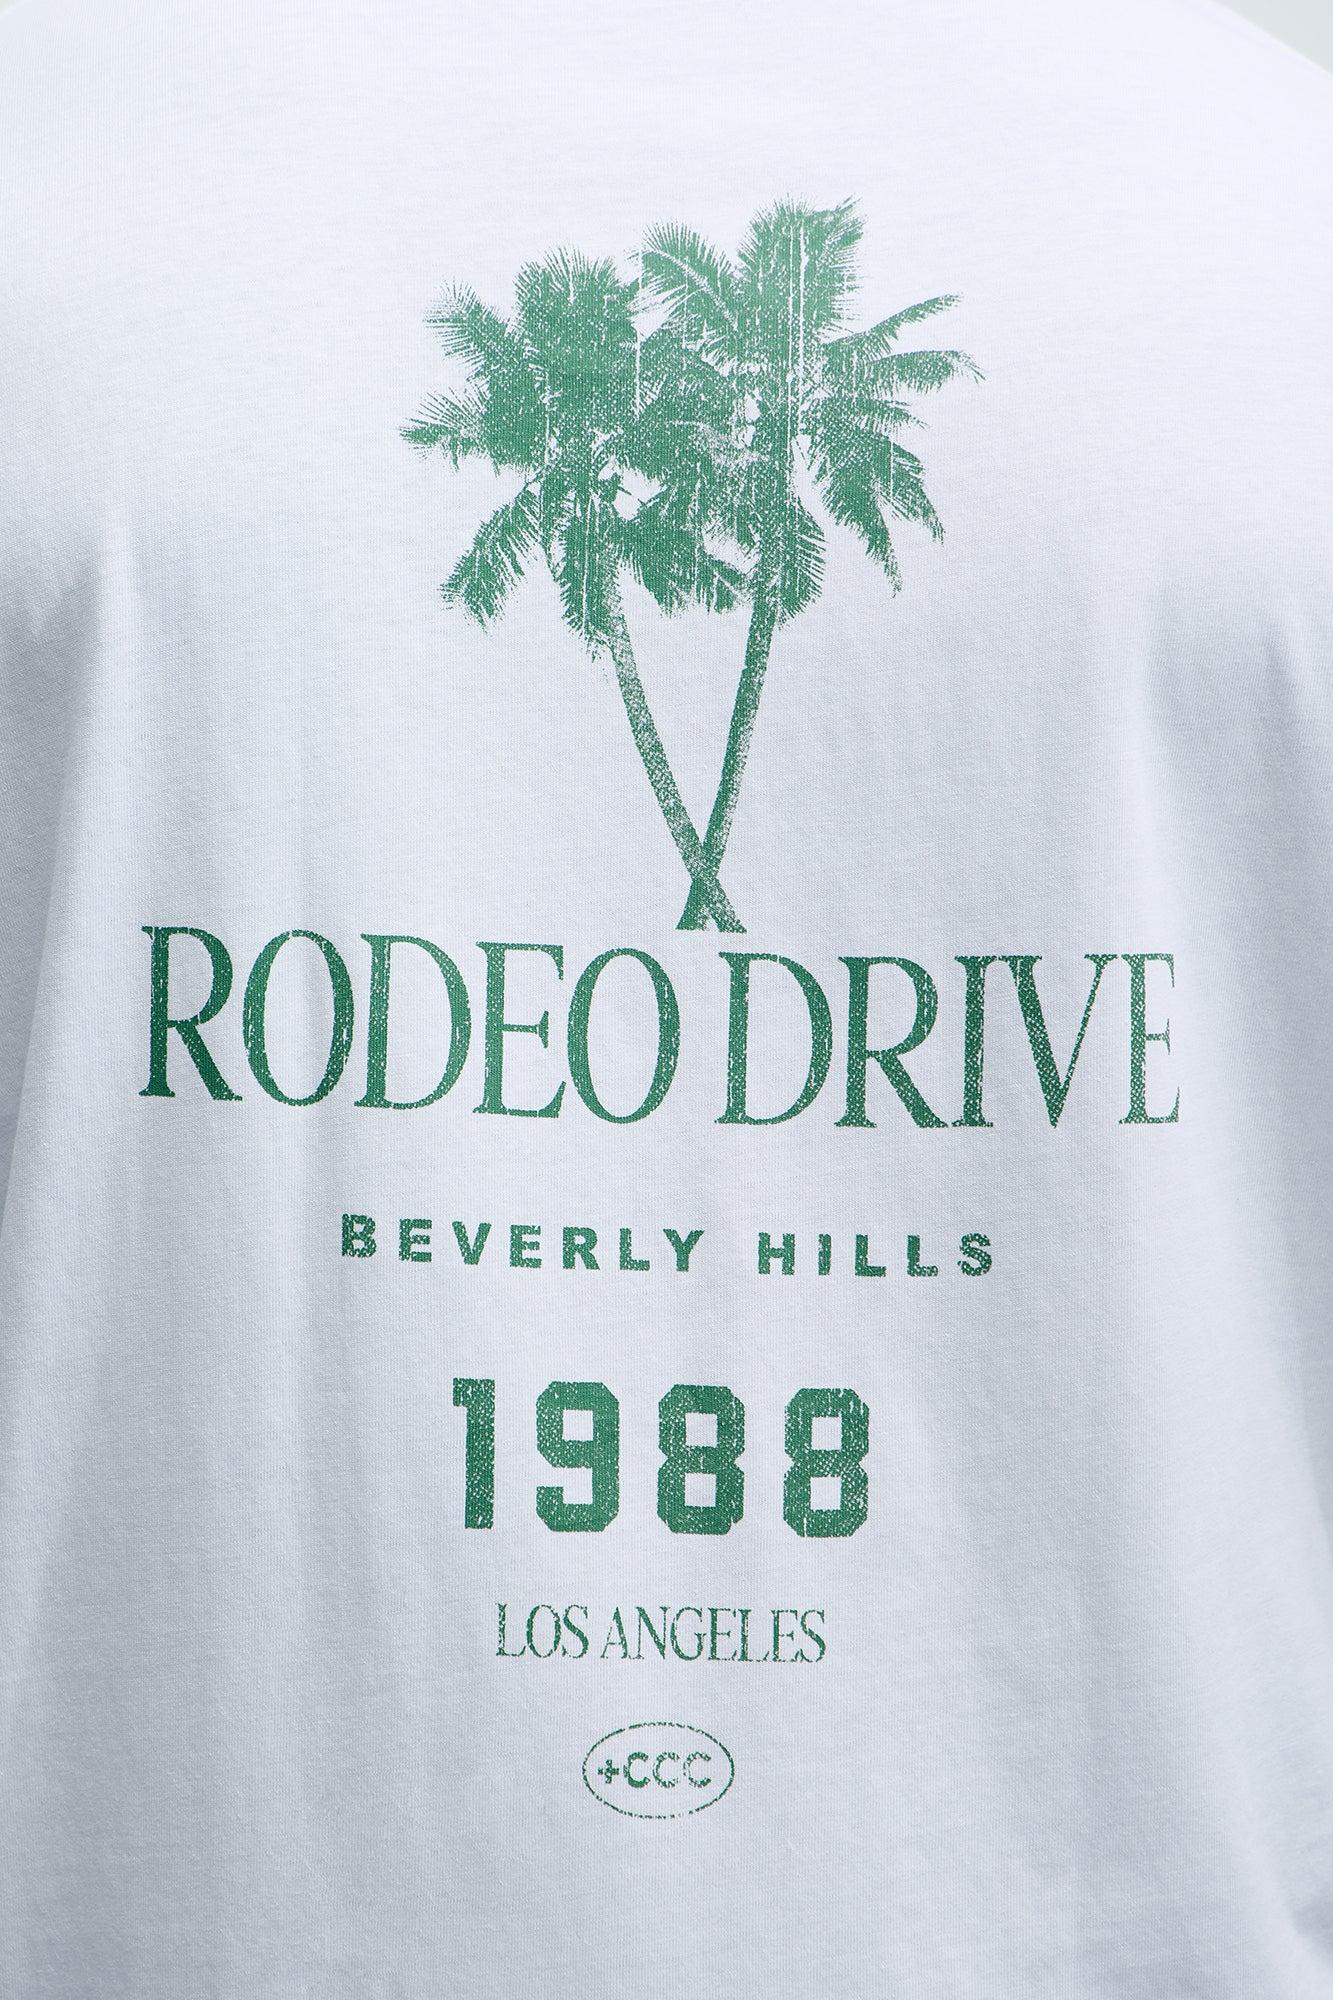 RODEO DRIVE
BEVERLY HILLS
1988
LOS ANGELES
+CCC